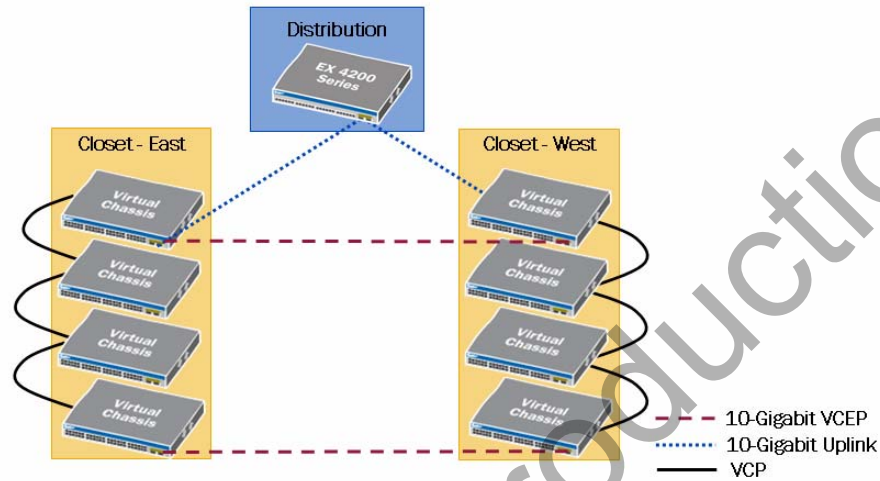 Distribution
EX 4200
Series
Closet - East
Closet - West
Virtual
Chassis
Virtual
Chassis
Virtual
Chassis
Virtual
Chassis
Virtual
Chassis
Virtual
Chassis
Virtual
Chassis
Virtual
Chassis
10-Gigabit VCEP
10-Gigabit Uplink
VCP